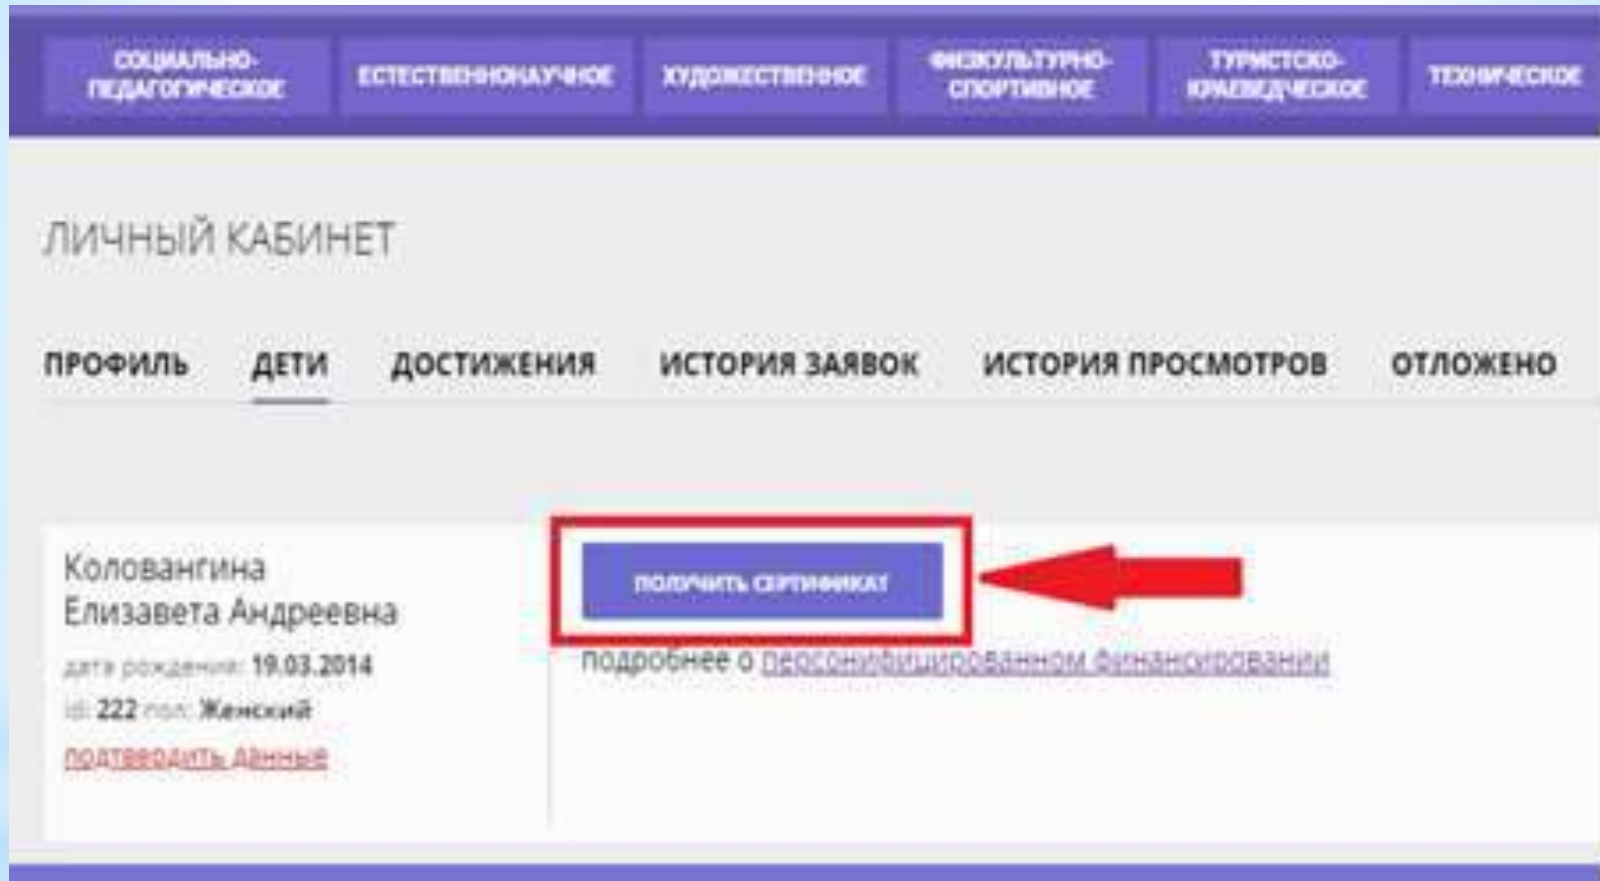 СОЦИАЛЬНО-
ПЕДАГОГИЧЕСКОЕ
ЕСТЕСТВЕННОНАУЧНОЕ
ХУДОЖЕСТВЕННОЕ
ФИЗКУЛЬТУРНО-
СПОРТИВНОЕ
ТУРИСТСКО-
КРАЕВЕДЧЕСКОЕ
ТЕХНИЧЕСКОЕ
ЛИЧНЫЙ КАБИНЕТ
ПРОФИЛЬ ДЕТИ ДОСТИЖЕНИЯ ИСТОРИЯ ЗАЯВОК ИСТОРИЯ ПРОСМОТРОВ ОТЛОЖЕНО
Коловангина
Елизавета Андреевна
дата рождения: 19.03.2014
id: 222 пол: Женский
подтвердить данные
ПОЛУЧИТЬ СЕРТИФИКАТ
подробнее о персонифицированном финансировании